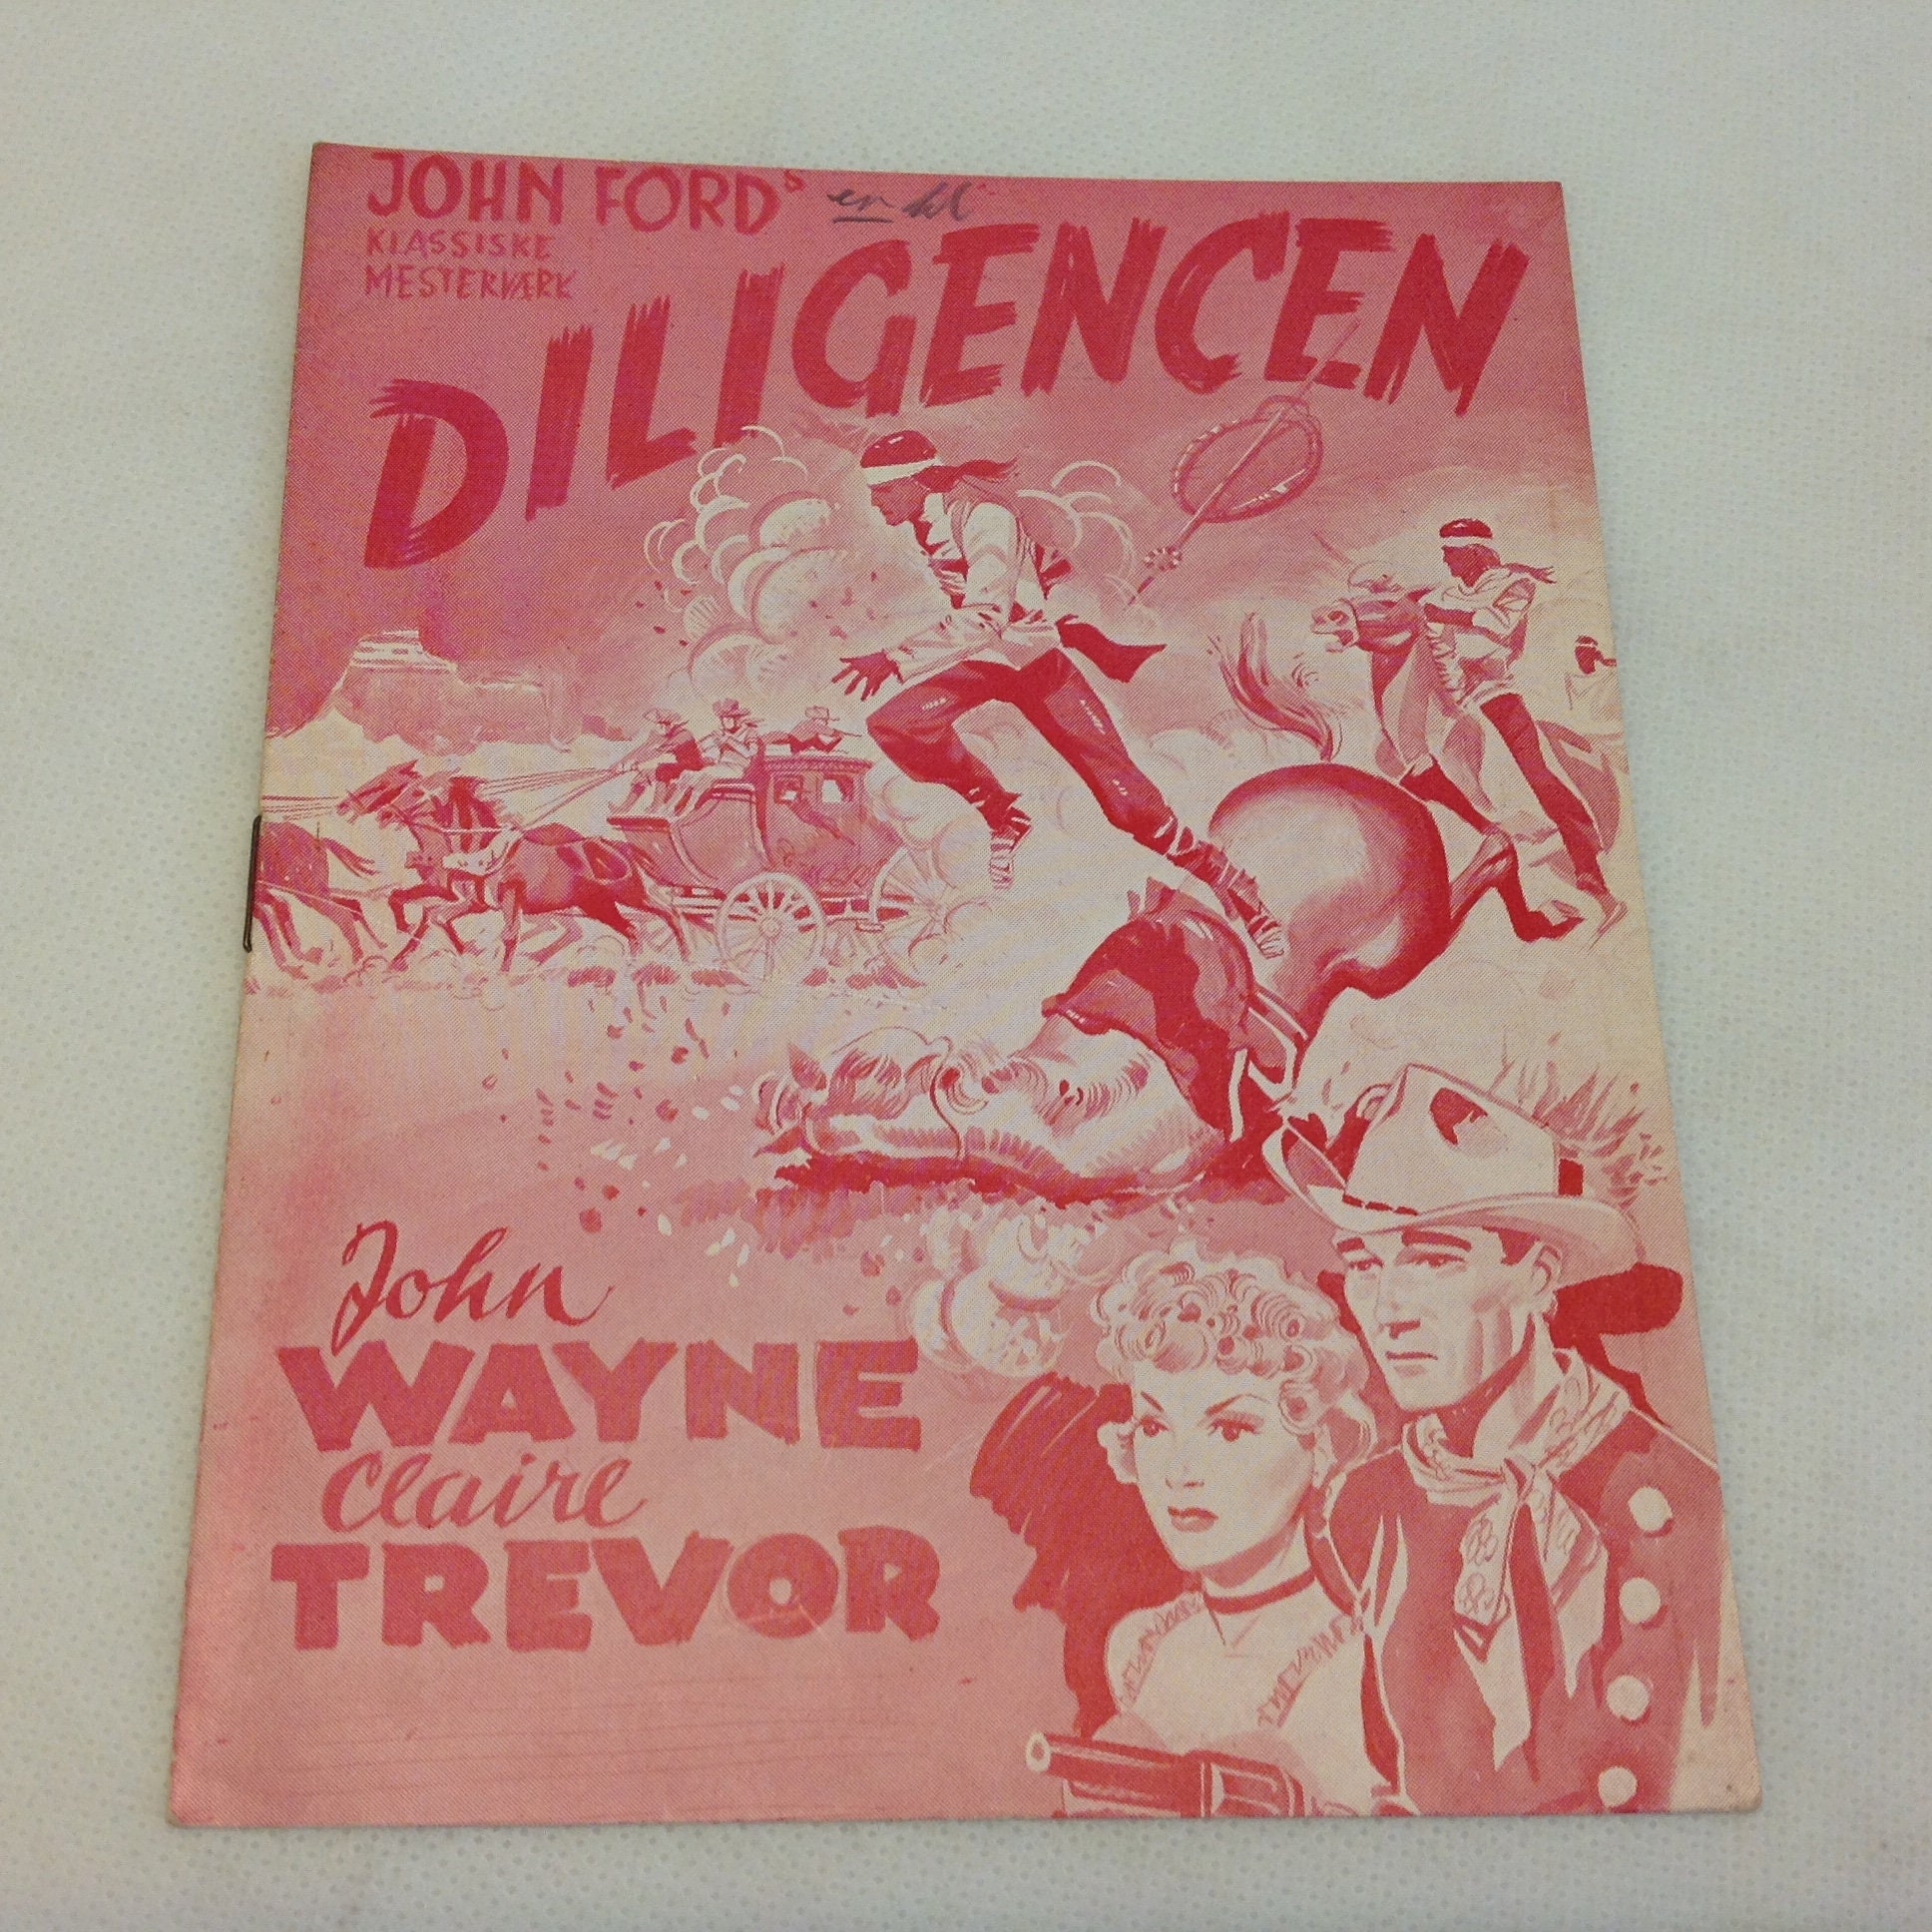 JOHN FORD's
KLASSISKE
MESTERVÆRK
DILIGENCEN
John
WAYNE
Claire
TREVOR